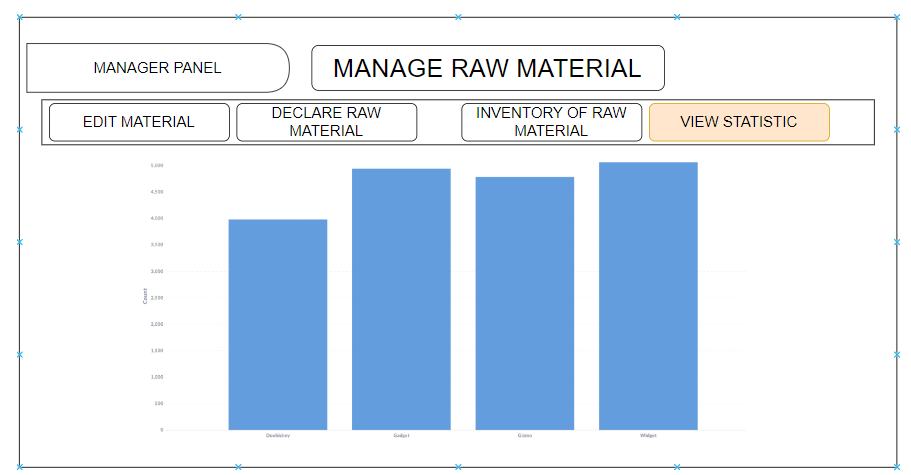 MANAGER PANEL
MANAGE RAW MATERIAL
EDIT MATERIAL
DECLARE RAW
MATERIAL
INVENTORY OF RAW
MATERIAL
VIEW STATISTIC
5,000
4,500
4,000
3,500
3,000
2,500
2,000
1,500
1,000
500
0
Count
Doohickey
Gadget
Gizmo
Widget